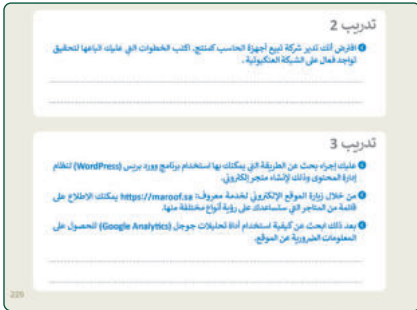 تدريب 2
افترض أنك تدير شركة تبيع أجهزة الحاسب كمنتج. اكتب الخطوات التي عليك اتباعها لتحقيق
تواجد فعال على الشبكة العنكبوتية.
تدريب 3
عليك إجراء بحث عن الطريقة التي يمكنك بها استخدام برنامج وورد بريس (WordPress) لنظام
إدارة المحتوى وذلك لإنشاء متجر إلكتروني.
من خلال زيارة الموقع الإلكتروني لخدمة معروف: https://maroof.sa يمكنك الاطلاع على
قائمة من المتاجر التي ستساعدك على رؤية أنواع مختلفة منها.
بعد ذلك ابحث عن كيفية استخدام أداة تحليلات جوجل (Google Analytics) للحصول على
المعلومات الضرورية عن الموقع.
225